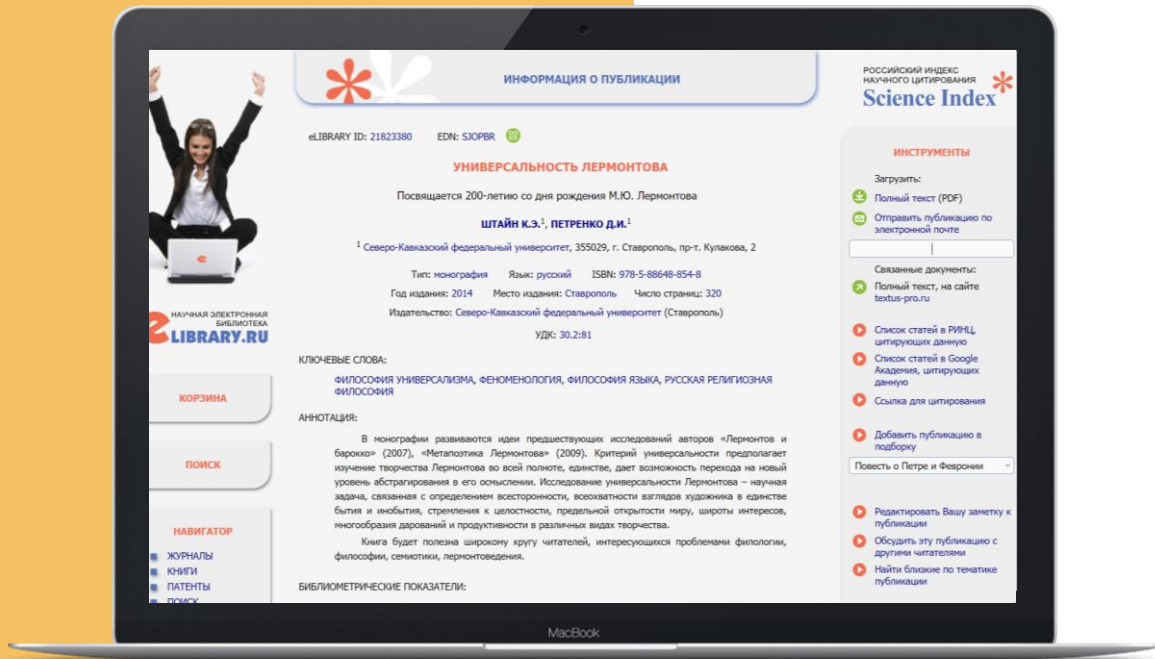 ИНФОРМАЦИЯ О ПУБЛИКАЦИИ
eLIBRARY ID: 21823380 EDN: SJOPBR
УНИВЕРСАЛЬНОСТЬ ЛЕРМОНТОВА
Посвящается 200-летию со дня рождения М.Ю. Лермонтова
ШТАЙН К.Э.1, ПЕТРЕНКО Д.И.1
1 Северо-Кавказский федеральный университет, 355029, г. Ставрополь, пр-т. Кулакова, 2
Тип: монография Язык: русский ISBN: 978-5-88648-854-8
Год издания: 2014 Место издания: Ставрополь Число страниц: 320
Издательство: Северо-Кавказский федеральный университет (Ставрополь)
УДК: 30.2:81
КЛЮЧЕВЫЕ СЛОВА:
ФИЛОСОФИЯ УНИВЕРСАЛИЗМА, ФЕНОМЕНОЛОГИЯ, ФИЛОСОФИЯ ЯЗЫКА, РУССКАЯ РЕЛИГИОЗНАЯ
ФИЛОСОФИЯ
АННОТАЦИЯ:
В монографии развиваются идеи предшествующих исследований авторов «Лермонтов и
барокко» (2007), «Метапоэтика Лермонтова» (2009). Критерий универсальности предполагает
изучение творчества Лермонтова во всей полноте, единстве, дает возможность перехода на новый
уровень абстрагирования в его осмыслении. Исследование универсальности Лермонтова – научная
задача, связанная с определением всесторонности, всеохватности взглядов художника в единстве
бытия и инобытия, стремления к целостности, предельной открытости миру, широты интересов,
многообразия дарований и продуктивности в различных видах творчества.
Книга будет полезна широкому кругу читателей, интересующихся проблемами филологии,
философии, семиотики, лермонтоведения.
БИБЛИОМЕТРИЧЕСКИЕ ПОКАЗАТЕЛИ:
НАУЧНАЯ ЭЛЕКТРОННАЯ
БИБЛИОТЕКА
eLIBRARY.RU
КОРЗИНА
ПОИСК
НАВИГАТОР
ЖУРНАЛЫ
КНИГИ
ПАТЕНТЫ
ПОИСК
РОССИЙСКИЙ ИНДЕКС
НАУЧНОГО ЦИТИРОВАНИЯ
Science Index
ИНСТРУМЕНТЫ
Загрузить:
Полный текст (PDF)
Отправить публикацию по
электронной почте
Связанные документы:
Полный текст, на сайте
textus-pro.ru
Список статей в РИНЦ,
цитирующих данную
Список статей в Google
Академия, цитирующих
данную
Ссылка для цитирования
Добавить публикацию в
подборку
Повесть о Петре и Февронии
Редактировать Вашу заметку к
публикации
Обсудить эту публикацию с
другими читателями
Найти близкие по тематике
публикации
MacBook